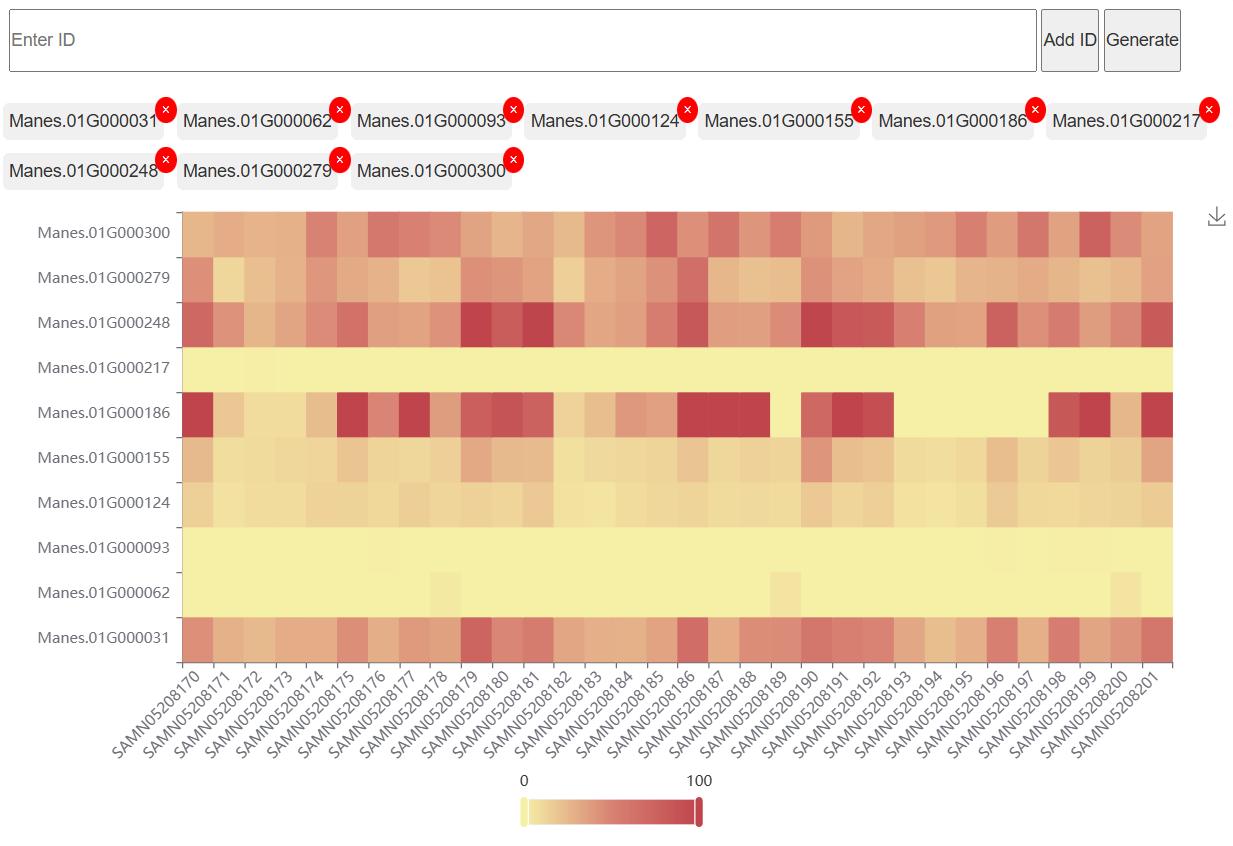 Enter ID Add ID Generate
Manes.01G000031 × Manes.01G000062 × Manes.01G000093 × Manes.01G000124 × Manes.01G000155 × Manes.01G000186 × Manes.01G000217 ×
Manes.01G000248 × Manes.01G000279 × Manes.01G000300 ×
Manes.01G000300
Manes.01G000279
Manes.01G000248
Manes.01G000217
Manes.01G000186
Manes.01G000155
Manes.01G000124
Manes.01G000093
Manes.01G000062
Manes.01G000031
SAMN05208170
SAMN05208171
SAMN05208172
SAMN05208173
SAMN05208174
SAMN05208175
SAMN05208176
SAMN05208177
SAMN05208178
SAMN05208179
SAMN05208180
SAMN05208181
SAMN05208182
SAMN05208183
SAMN05208184
SAMN05208185
SAMN05208186
SAMN05208187
SAMN05208188
SAMN05208189
SAMN05208190
SAMN05208191
SAMN05208192
SAMN05208193
SAMN05208194
SAMN05208195
SAMN05208196
SAMN05208197
SAMN05208198
SAMN05208199
SAMN05208200
SAMN05208201
0 100